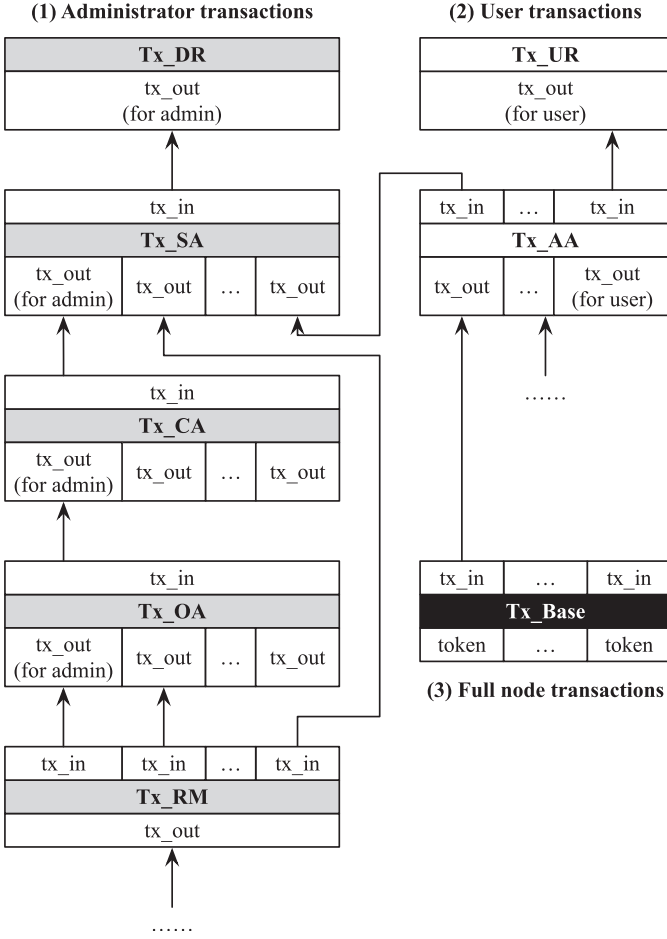 (1) Administrator transactions
Tx_DR
tx_out
(for admin)
tx_in
Tx_SA
tx_out
(for admin)
tx_out
…
tx_out
tx_in
Tx_CA
tx_out
(for admin)
tx_out
…
tx_out
tx_in
Tx_OA
tx_out
(for admin)
tx_out
…
tx_out
tx_in
tx_in
…
tx_in
Tx_RM
tx_out
……
(2) User transactions
Tx_UR
tx_out
(for user)
tx_in
…
tx_in
Tx_AA
tx_out
…
tx_out
(for user)
……
tx_in
…
tx_in
Tx_Base
token
…
token
(3) Full node transactions